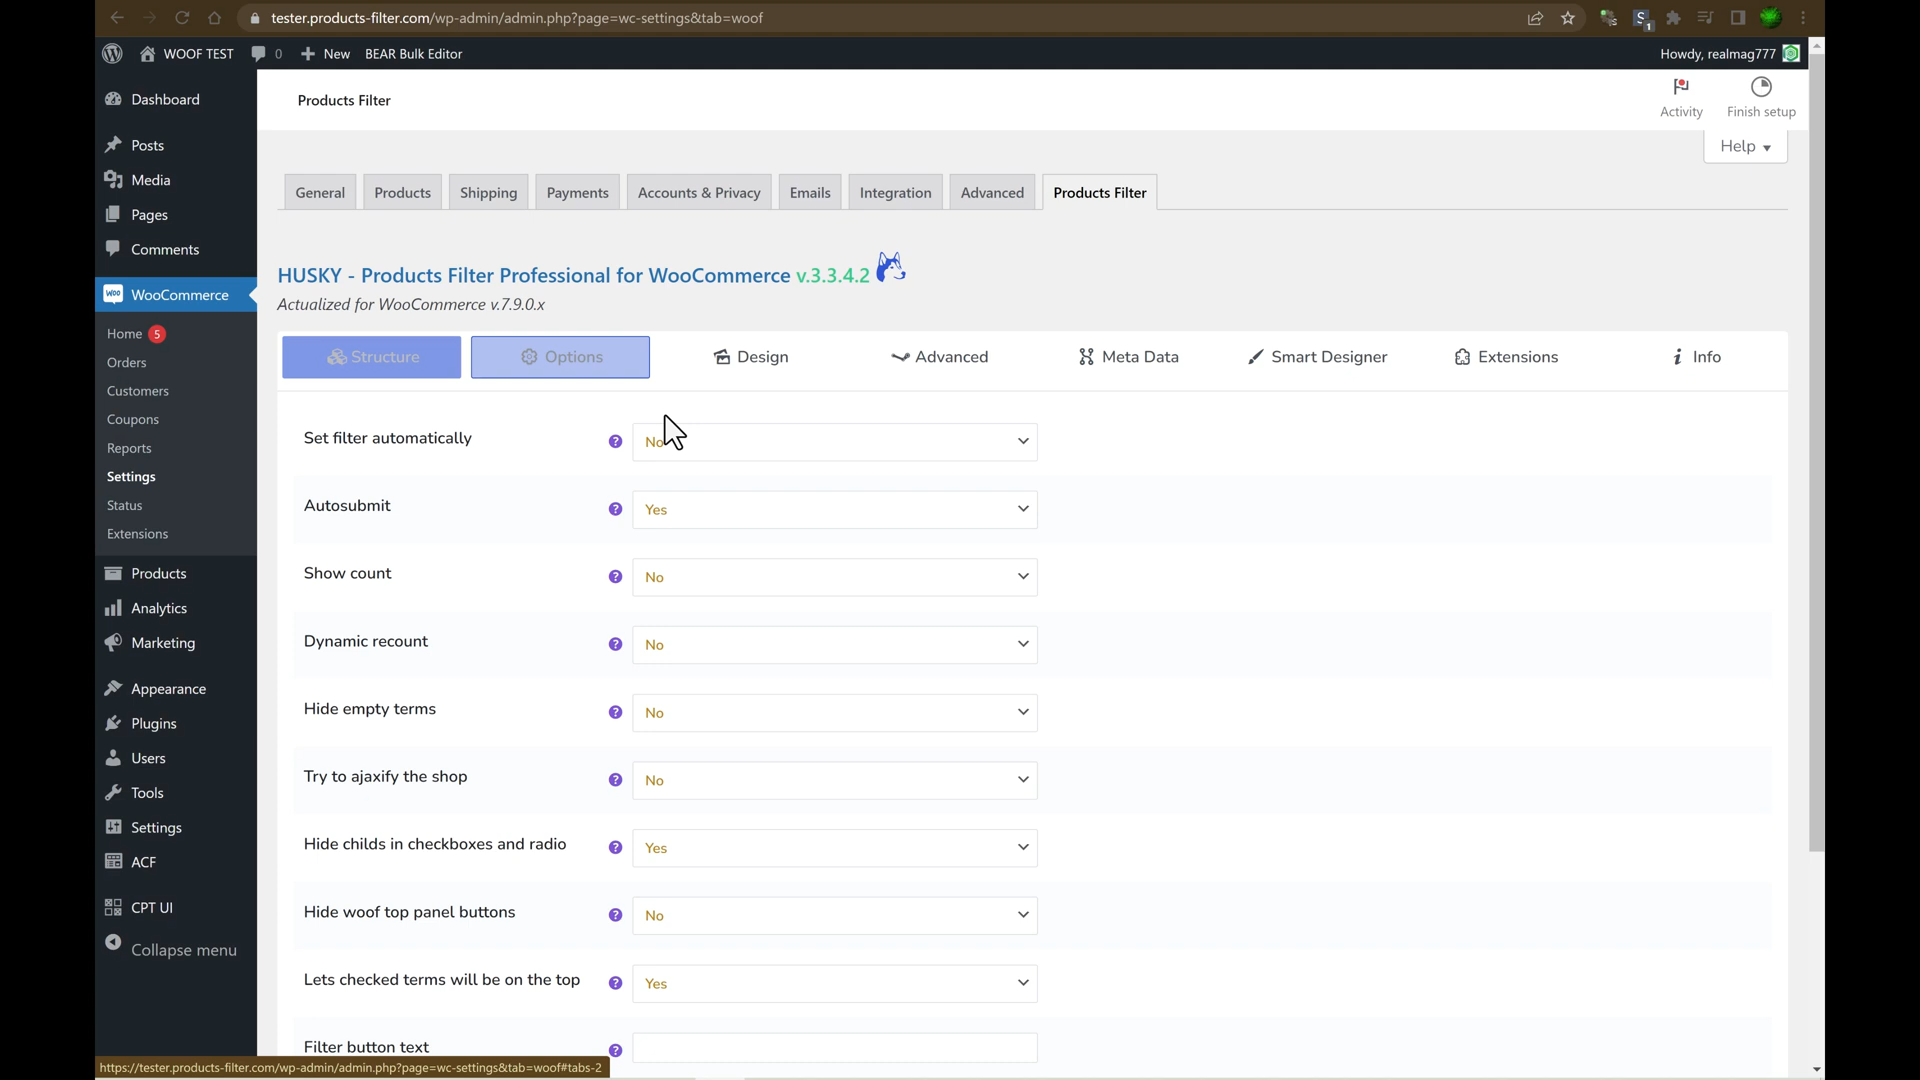 tester.products-filter.com/wp-admin/admin.php?page=wc-settings&tab=woof
S
1
WOOF TEST
0
New
BEAR Bulk Editor
Howdy, realmag777
Dashboard
Posts
Media
Pages
Comments
WOO
WooCommerce
Home 5
Orders
Customers
Coupons
Reports
Settings
Status
Extensions
Products
Analytics
Marketing
Appearance
Plugins
Users
Tools
Settings
ACF
CPT UI
Collapse menu
Products Filter
Activity
Finish setup
Help
General
Products
Shipping
Payments
Accounts & Privacy
Emails
Integration
Advanced
Products Filter
HUSKY - Products Filter Professional for WooCommerce v.3.3.4.2
Actualized for WooCommerce v.7.9.0.x
Structure
Options
Design
Advanced
Meta Data
Smart Designer
Extensions
Info
Set filter automatically ? No
Autosubmit ? Yes
Show count ? No
Dynamic recount ? No
Hide empty terms ? No
Try to ajaxify the shop ? No
Hide childs in checkboxes and radio ? Yes
Hide woof top panel buttons ? No
Lets checked terms will be on the top ? Yes
Filter button text ?
https://tester.products-filter.com/wp-admin/admin.php?page=wc-settings&tab=woof#tabs-2